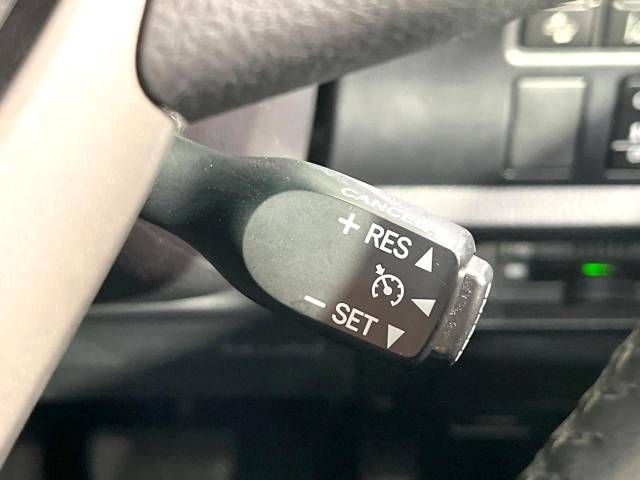 CANCEL
+ RES ▲
◀
− SET ▼